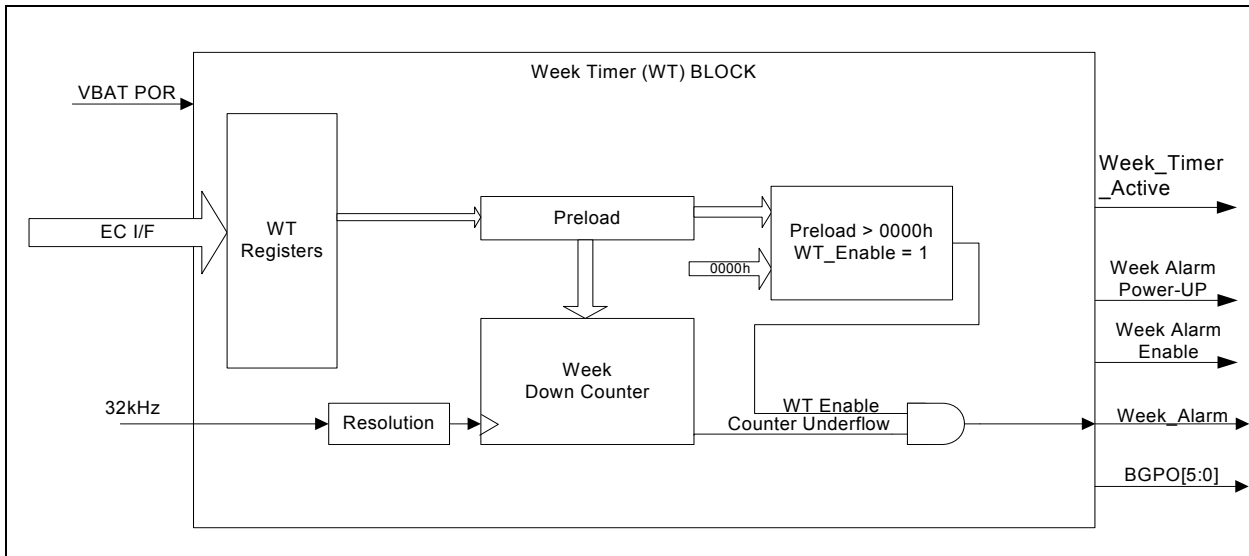 Week Timer (WT) BLOCK
VBAT POR
EC I/F
WT
Registers
Preload
0000h
Preload > 0000h
WT_Enable = 1
Week
Down Counter
32kHz
Resolution
WT Enable
Counter Underflow
Week_Timer
_Active
Week Alarm
Power-UP
Week Alarm
Enable
Week_Alarm
BGPO[5:0]